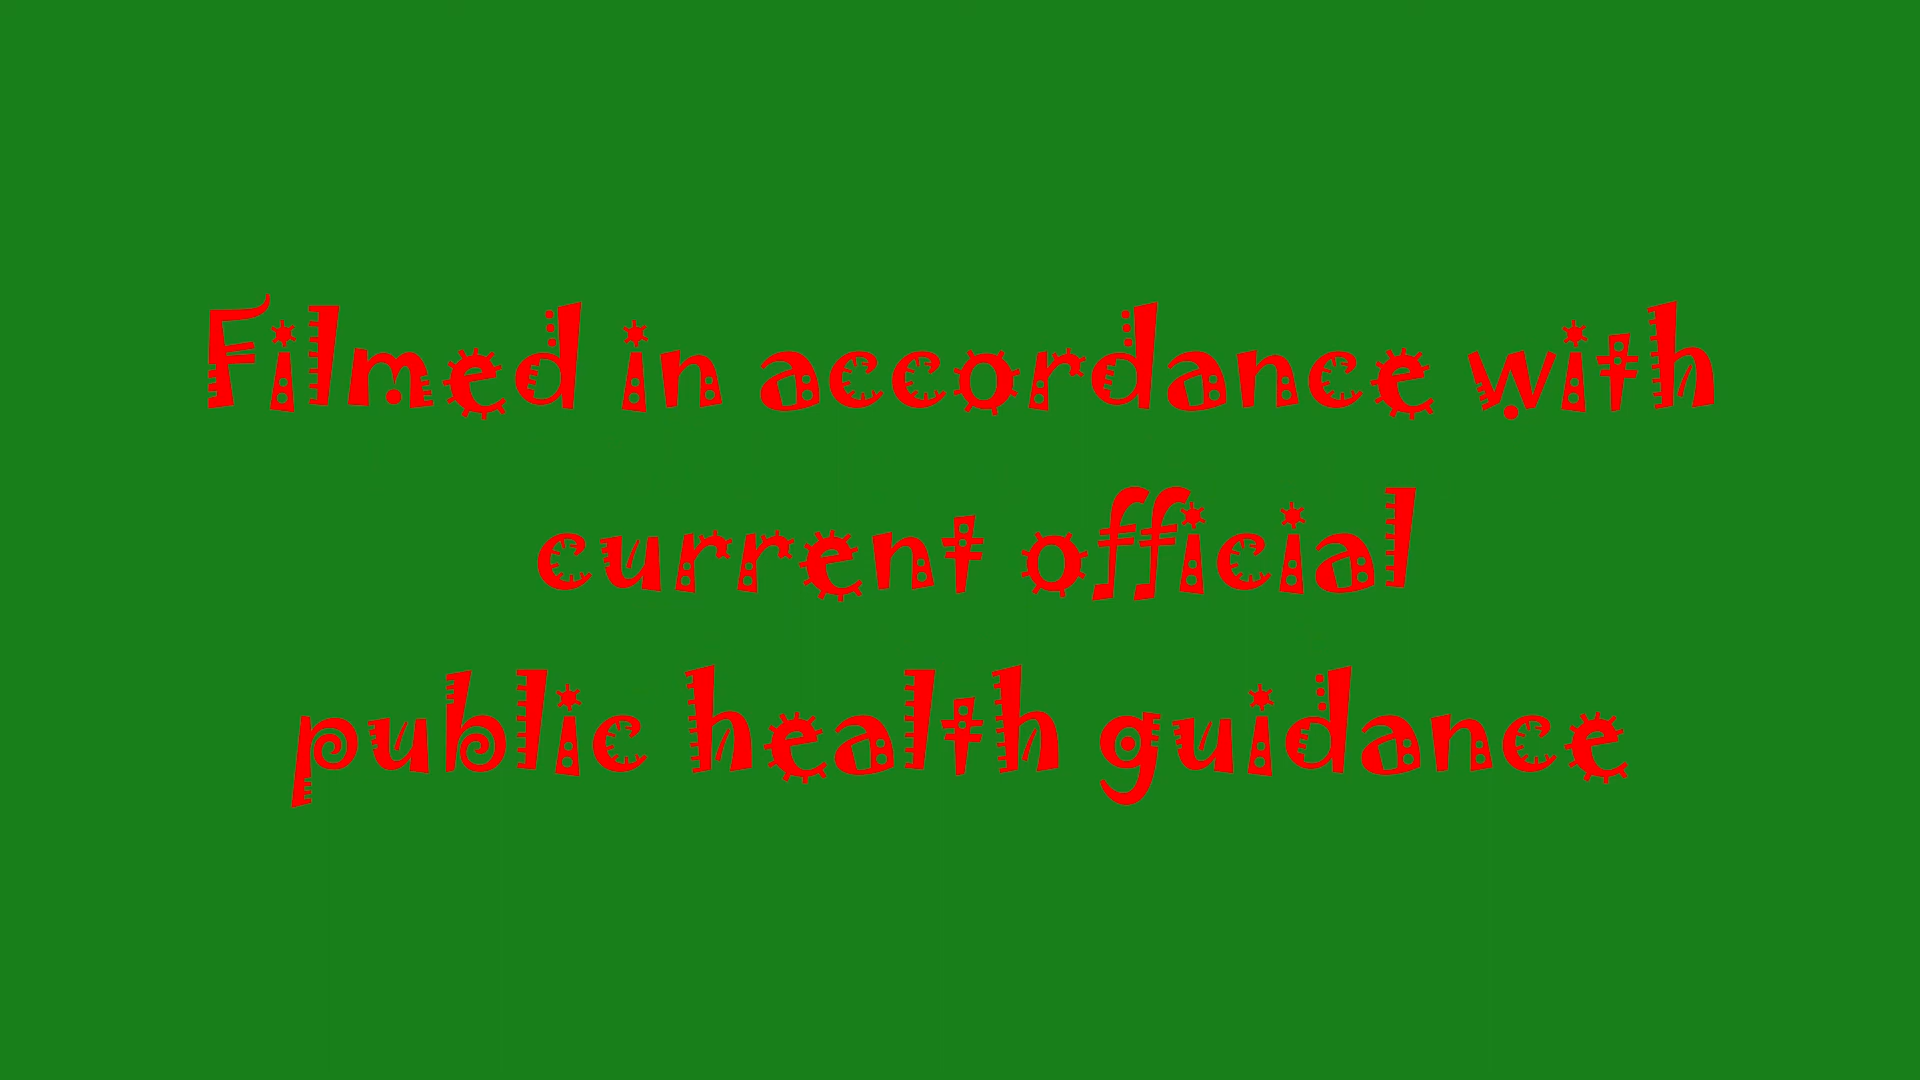 Filmed in accordance with
current official
public health guidance